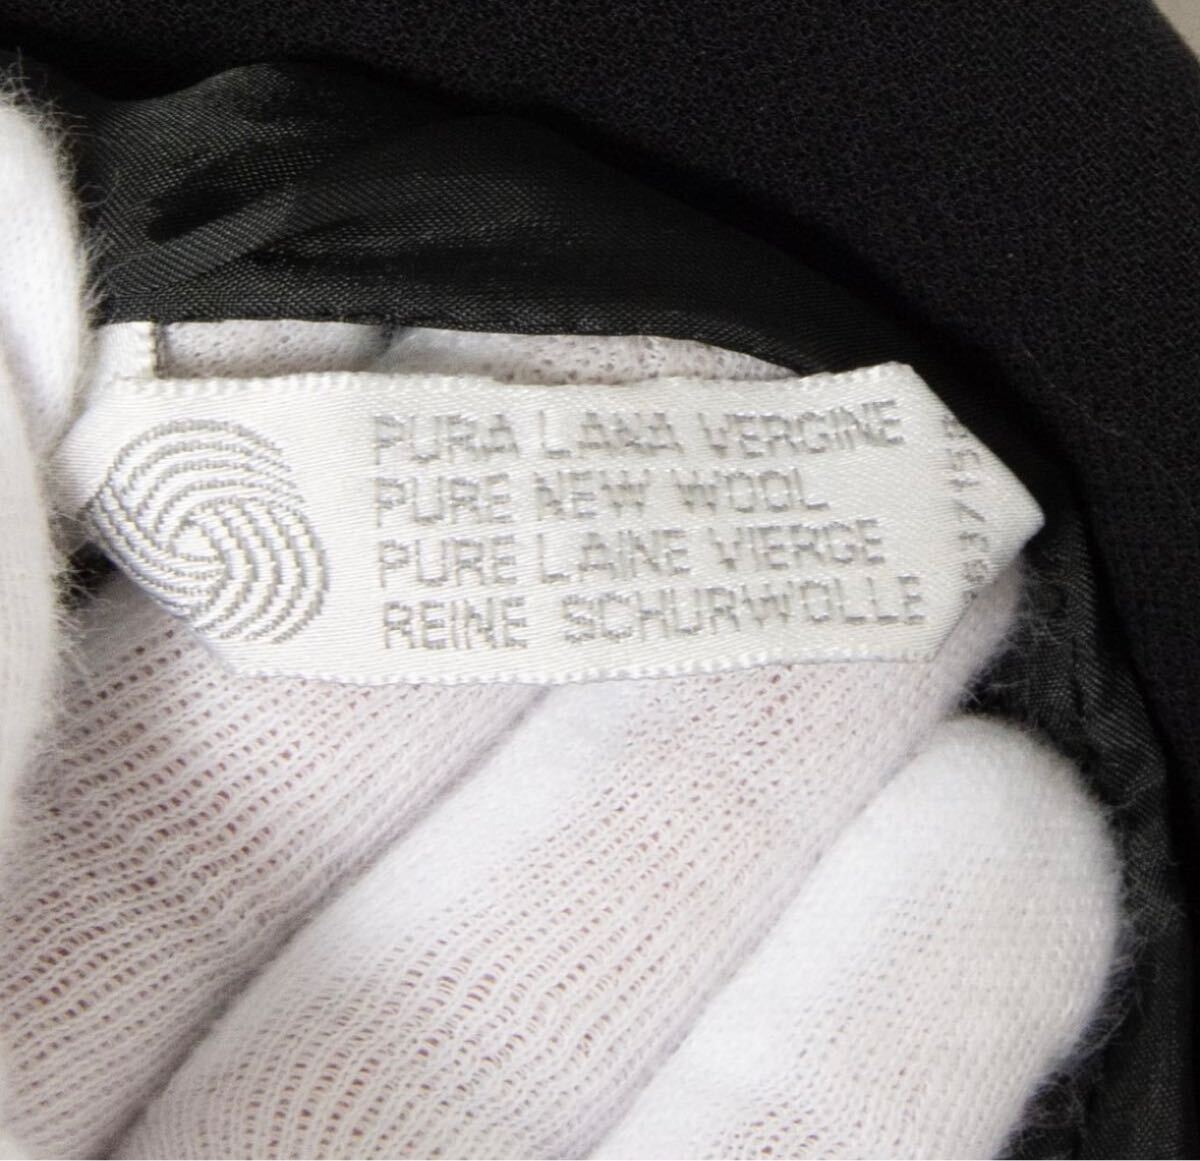 PURA LANA VERGINE
PURE NEW WOOL
PURE LAINE VIERGE
REINE SCHURWOLLE